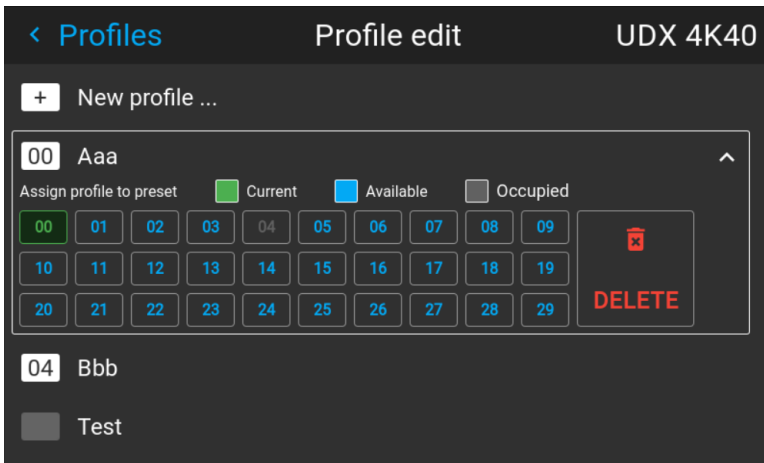 ‹ Profiles Profile edit UDX 4K40
+ New profile ...
00 Aaa
Assign profile to preset Current Available Occupied
00 01 02 03 04 05 06 07 08 09
10 11 12 13 14 15 16 17 18 19
20 21 22 23 24 25 26 27 28 29
DELETE
04 Bbb
Test